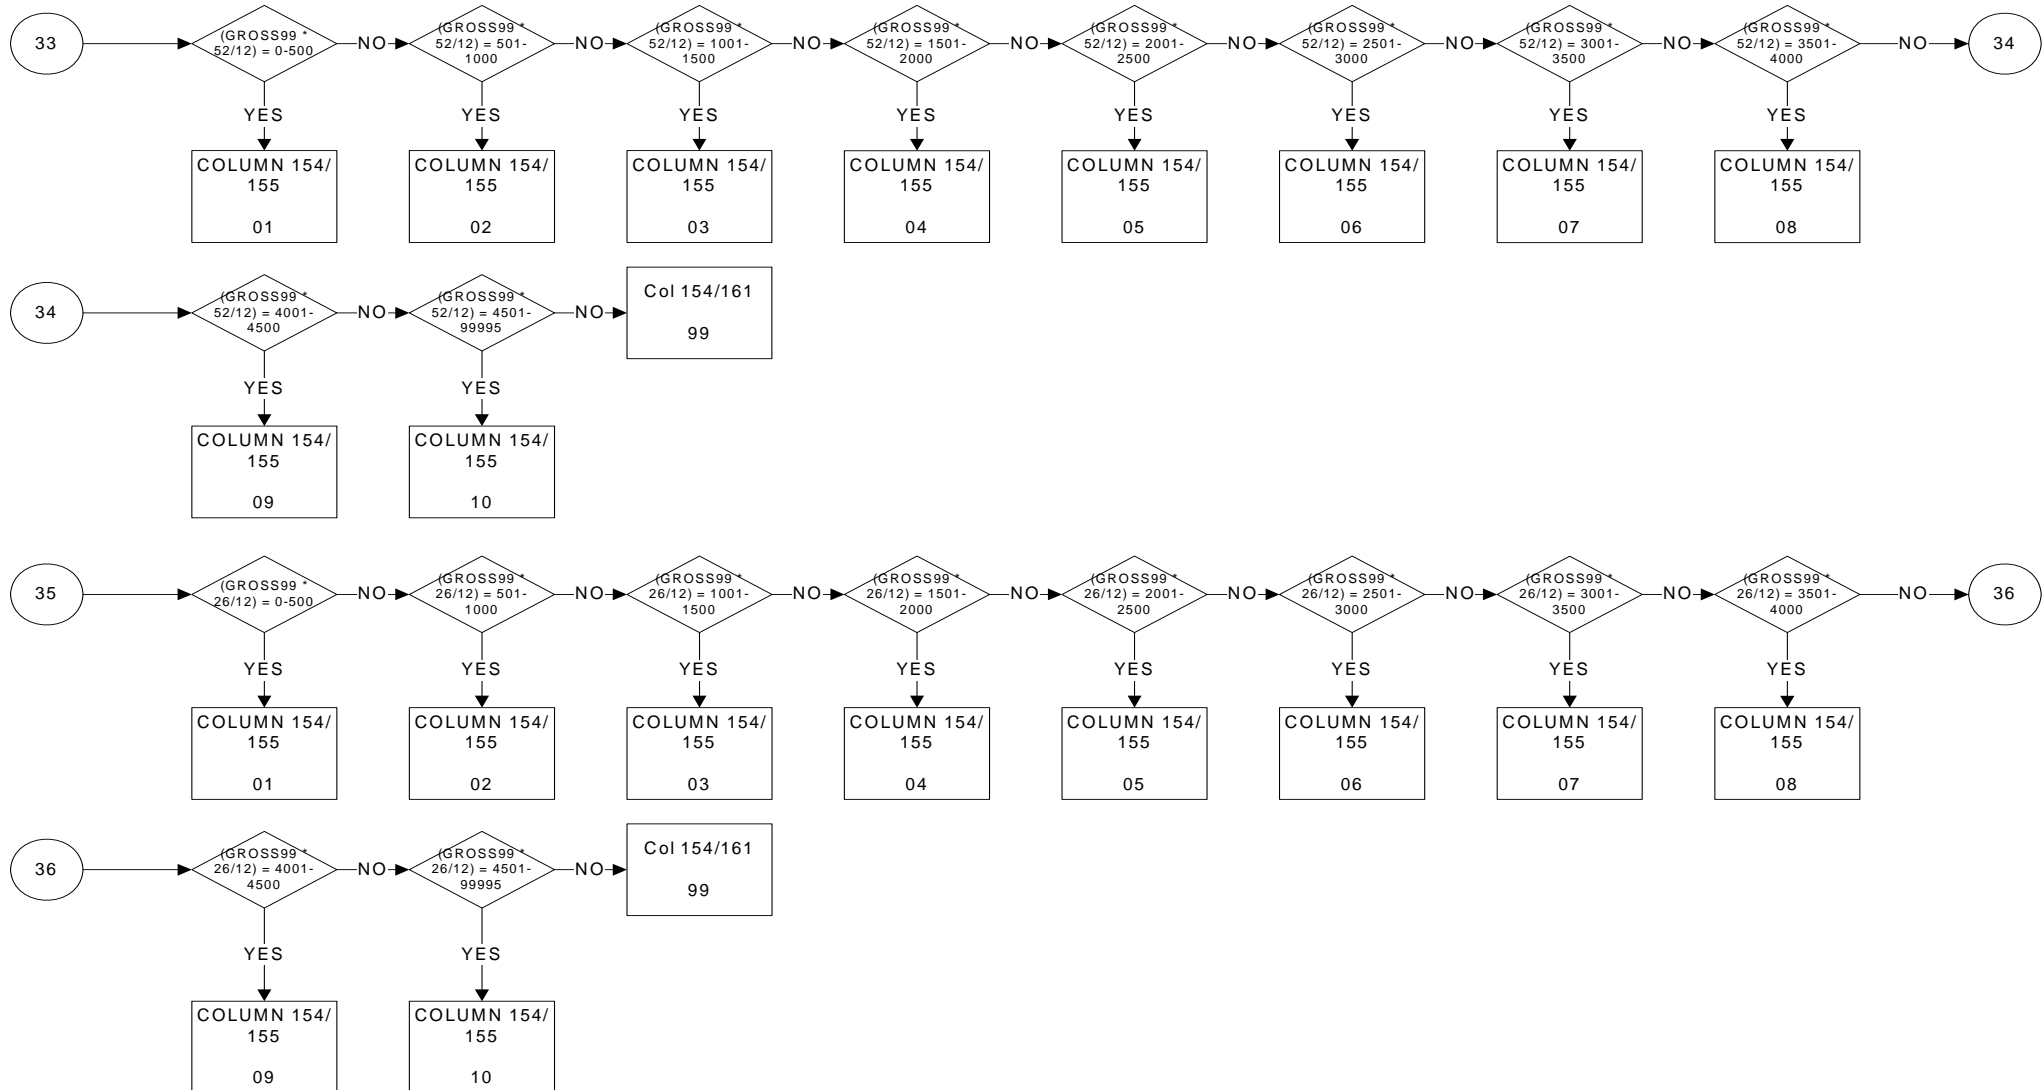 33
(GROSS99 *
52/12) = 0-500
NO
(GROSS99 *
52/12) = 501-
1000
NO
(GROSS99 *
52/12) = 1001-
1500
NO
(GROSS99 *
52/12) = 1501-
2000
NO
(GROSS99 *
52/12) = 2001-
2500
NO
(GROSS99 *
52/12) = 2501-
3000
NO
(GROSS99 *
52/12) = 3001-
3500
NO
(GROSS99 *
52/12) = 3501-
4000
NO
34
YES
YES
YES
YES
YES
YES
YES
YES
COLUMN 154/
155
01
COLUMN 154/
155
02
COLUMN 154/
155
03
COLUMN 154/
155
04
COLUMN 154/
155
05
COLUMN 154/
155
06
COLUMN 154/
155
07
COLUMN 154/
155
08
34
(GROSS99 *
52/12) = 4001-
4500
NO
(GROSS99 *
52/12) = 4501-
99995
NO
Col 154/161
99
YES
YES
COLUMN 154/
155
09
COLUMN 154/
155
10
35
(GROSS99 *
26/12) = 0-500
NO
(GROSS99 *
26/12) = 501-
1000
NO
(GROSS99 *
26/12) = 1001-
1500
NO
(GROSS99 *
26/12) = 1501-
2000
NO
(GROSS99 *
26/12) = 2001-
2500
NO
(GROSS99 *
26/12) = 2501-
3000
NO
(GROSS99 *
26/12) = 3001-
3500
NO
(GROSS99 *
26/12) = 3501-
4000
NO
36
YES
YES
YES
YES
YES
YES
YES
YES
COLUMN 154/
155
01
COLUMN 154/
155
02
COLUMN 154/
155
03
COLUMN 154/
155
04
COLUMN 154/
155
05
COLUMN 154/
155
06
COLUMN 154/
155
07
COLUMN 154/
155
08
36
(GROSS99 *
26/12) = 4001-
4500
NO
(GROSS99 *
26/12) = 4501-
99995
NO
Col 154/161
99
YES
YES
COLUMN 154/
155
09
COLUMN 154/
155
10